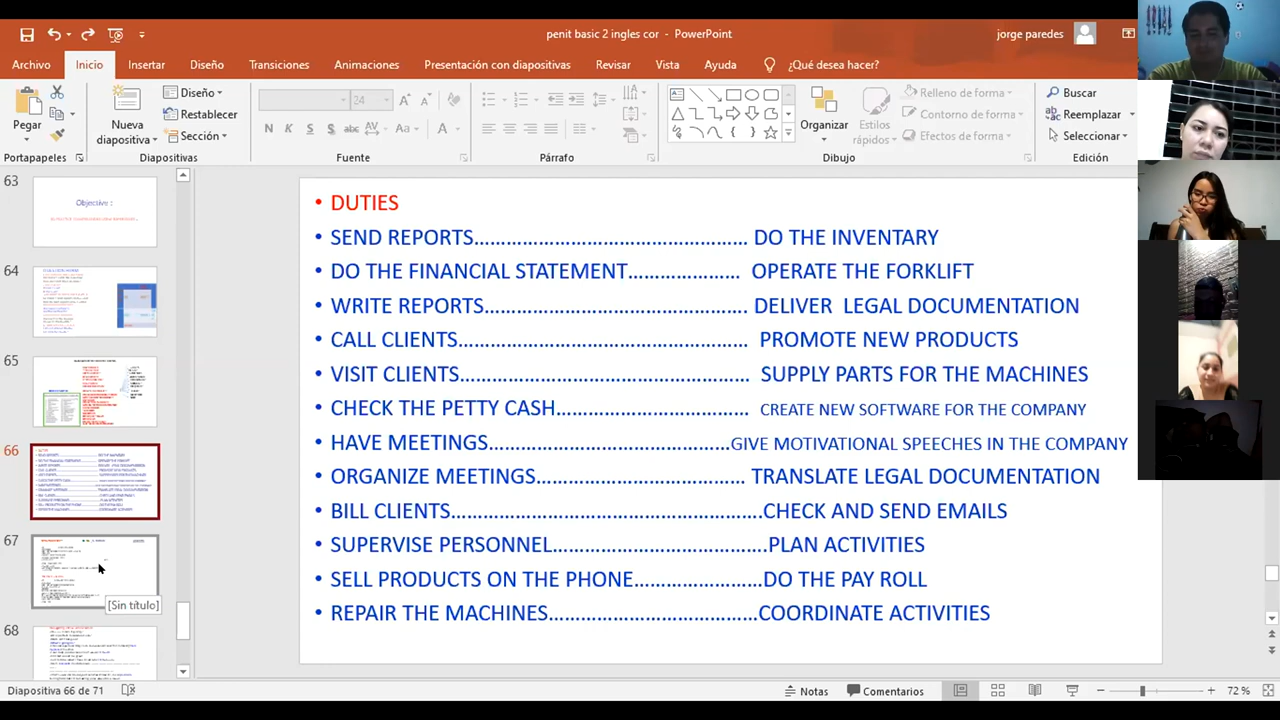 penit basic 2 ingles cor - PowerPoint
jorge paredes
Archivo Inicio Insertar Diseño Transiciones Animaciones Presentación con diapositivas Revisar Vista Ayuda ¿Qué desea hacer?
Pegar
Portapapeles
Nueva diapositiva
Diseño
Restablecer
Sección
Diapositivas
24
N K S abc AV Aa A
Fuente
Párrafo
Organizar
Estilos rápidos
Relleno de forma
Contorno de forma
Efectos de forma
Dibujo
Buscar
Reemplazar
Seleccionar
Edición
63
Objective :
64
65
66
67
[Sin título]
68
DUTIES
SEND REPORTS.................................................. DO THE INVENTORY
DO THE FINANCIAL STATEMENT...................... OPERATE THE FORKLIFT
WRITE REPORTS.................................................DELIVER LEGAL DOCUMENTATION
CALL CLIENTS..................................................... PROMOTE NEW PRODUCTS
VISIT CLIENTS..................................................... SUPPLY PARTS FOR THE MACHINES
CHECK THE PETTY CASH................................... CREATE NEW SOFTWARE FOR THE COMPANY
HAVE MEETINGS............................................GIVE MOTIVATIONAL SPEECHES IN THE COMPANY
ORGANIZE MEEINGS.......................................TRANSLATE LEGAL DOCUMENTATION
BILL CLIENTS........................................................CHECK AND SEND EMAILS
SUPERVISE PERSONNEL..................................... PLAN ACTIVITIES
SELL PRODUCTS ON THE PHONE.......................DO THE PAY ROLL
REPAIR THE MACHINES.....................................COORDINATE ACTIVITIES
Diapositiva 66 de 71
Notas
Comentarios
72 %